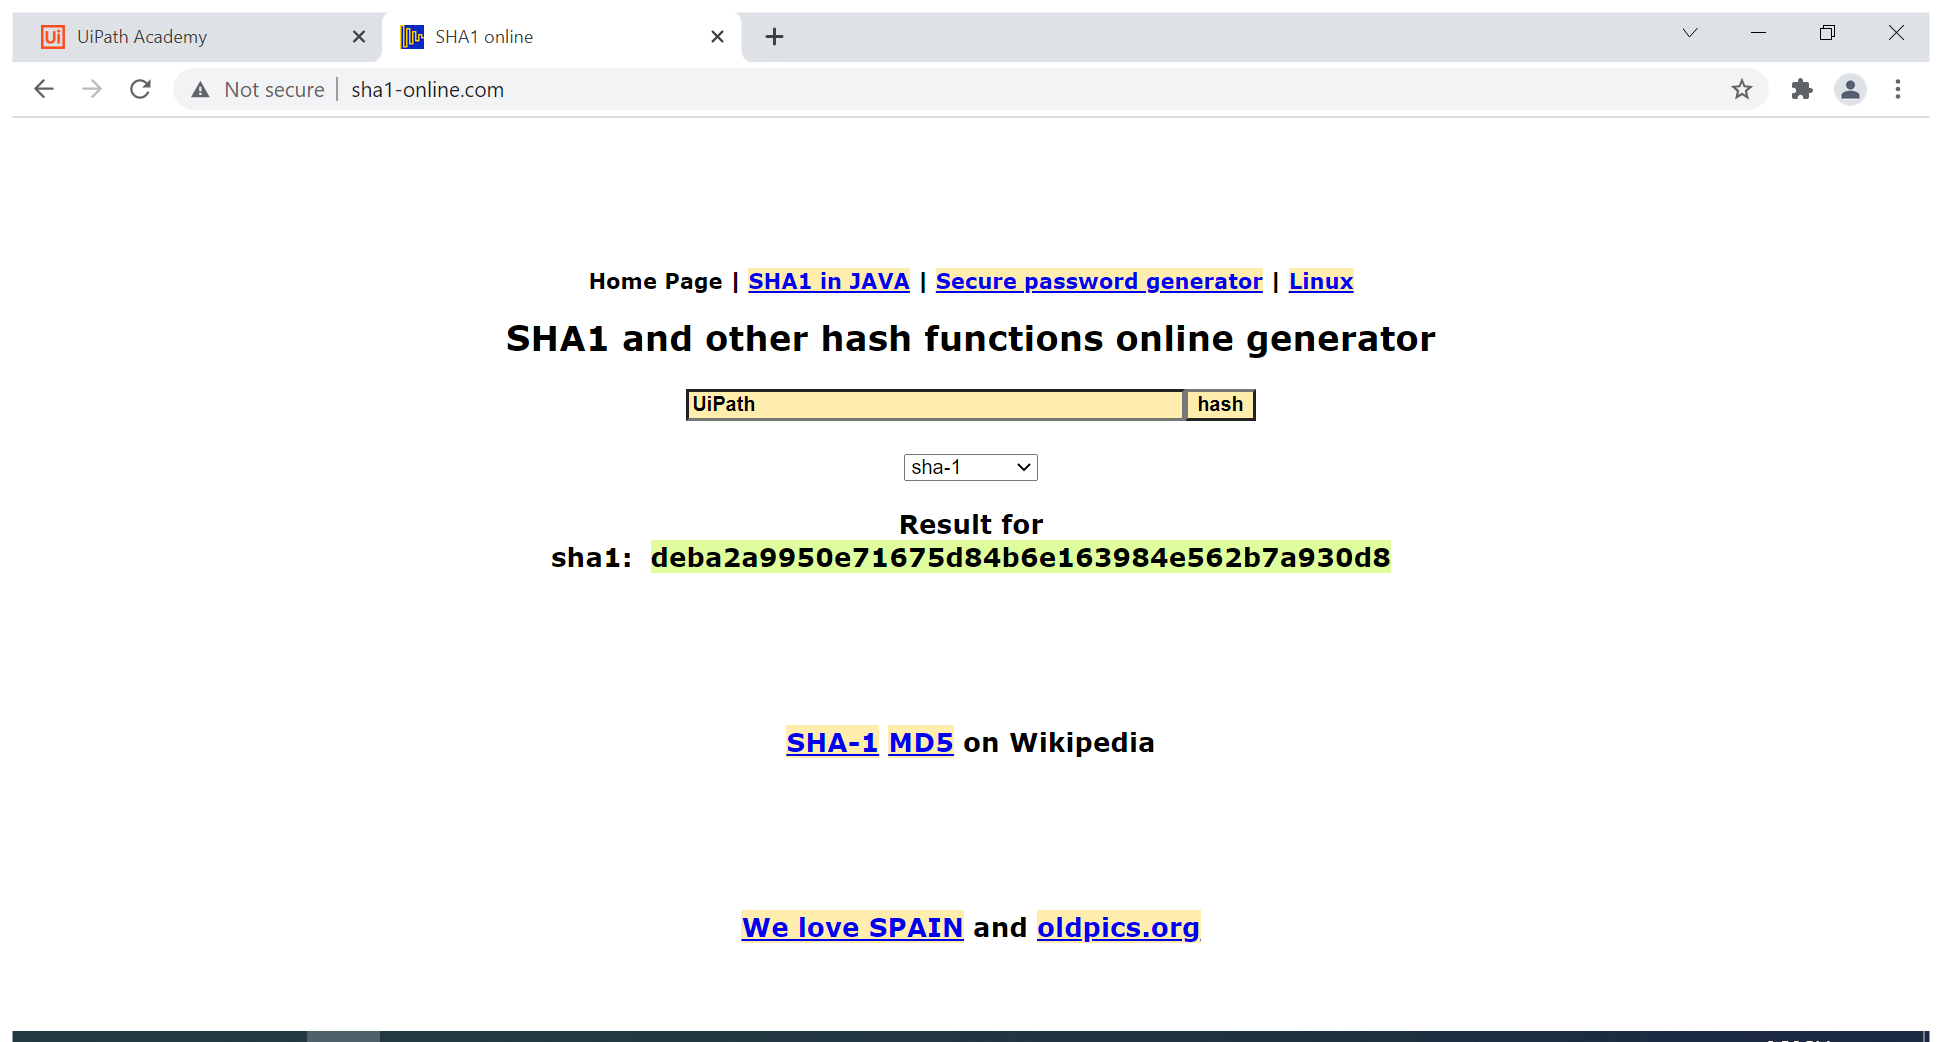 UiPath Academy
SHA1 online
Not secure
sha1-online.com
Home Page | SHA1 in JAVA | Secure password generator | Linux
SHA1 and other hash functions online generator
UiPath
hash
sha-1
Result for
sha1: deba2a9950e71675d84b6e163984e562b7a930d8
SHA-1 MD5 on Wikipedia
We love SPAIN and oldpics.org